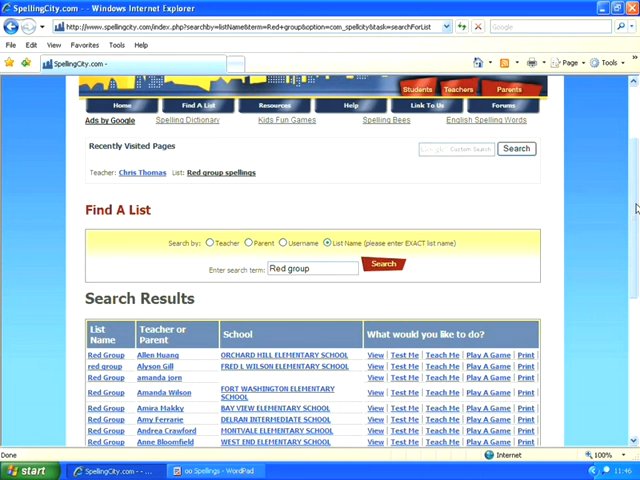 SpellingCity.com - - Windows Internet Explorer
http://www.spellingcity.com/index.php?searchby=listName&term=Red+group&option=com_spellcity&task=searchForList
Google
File Edit View Favorites Tools Help
SpellingCity.com -
Page Tools
Students Teachers Parents
Home Find A List Resources Help Link To Us Forums
Ads by Google Spelling Dictionary Kids Fun Games Spelling Bees English Spelling Words
Recently Visited Pages
Custom Search Search
Teacher: Chris Thomas List: Red group spellings
Find A List
Search by: Teacher Parent Username List Name (please enter EXACT list name)
Enter search term: Red group Search
Search Results
List Name Teacher or Parent School What would you like to do?
Red Group Allen Huang ORCHARD HILL ELEMENTARY SCHOOL View | Test Me | Teach Me | Play A Game | Print
red group Alyson Gill FRED L WILSON ELEMENTARY SCHOOL View | Test Me | Teach Me | Play A Game | Print
Red Group amanda jorn View | Test Me | Teach Me | Play A Game | Print
Red Group Amanda Wilson FORT WASHINGTON ELEMENTARY SCHOOL View | Test Me | Teach Me | Play A Game | Print
Red Group Amira Makky BAY VIEW ELEMENTARY SCHOOL View | Test Me | Teach Me | Play A Game | Print
Red Group Amy Ferrarie DELRAN INTERMEDIATE SCHOOL View | Test Me | Teach Me | Play A Game | Print
Red Group Andrea Crawford MONTVALE ELEMENTARY SCHOOL View | Test Me | Teach Me | Play A Game | Print
Red Group Anne Bloomfield WEST END ELEMENTARY SCHOOL View | Test Me | Teach Me | Play A Game | Print
Done Internet 100%
start SpellingCity.com - - ... oo Spellings - WordPad 11:46